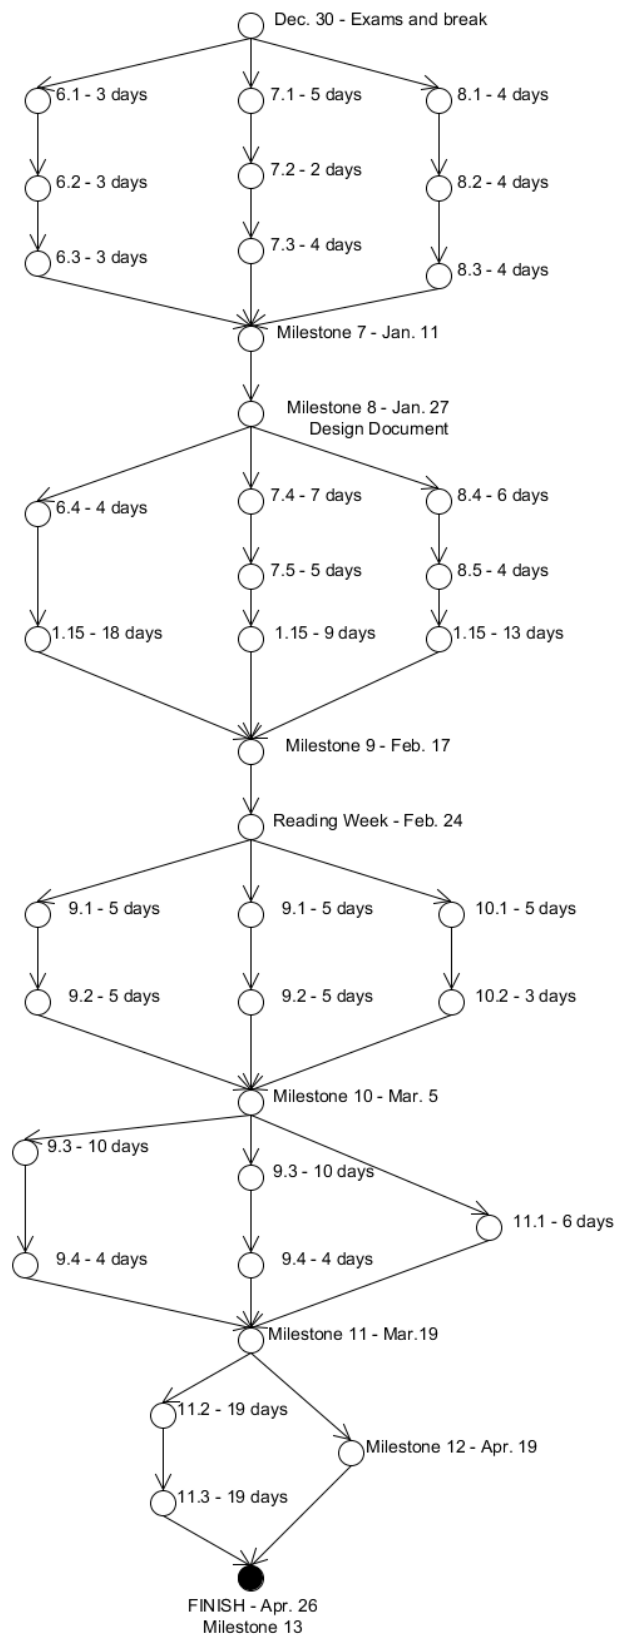 Dec. 30 - Exams and break
6.1 - 3 days
7.1 - 5 days
8.1 - 4 days
6.2 - 3 days
7.2 - 2 days
8.2 - 4 days
6.3 - 3 days
7.3 - 4 days
8.3 - 4 days
Milestone 7 - Jan. 11
Milestone 8 - Jan. 27
Design Document
6.4 - 4 days
7.4 - 7 days
8.4 - 6 days
7.5 - 5 days
8.5 - 4 days
1.15 - 18 days
1.15 - 9 days
1.15 - 13 days
Milestone 9 - Feb. 17
Reading Week - Feb. 24
9.1 - 5 days
9.1 - 5 days
10.1 - 5 days
9.2 - 5 days
9.2 - 5 days
10.2 - 3 days
Milestone 10 - Mar. 5
9.3 - 10 days
9.3 - 10 days
11.1 - 6 days
9.4 - 4 days
9.4 - 4 days
Milestone 11 - Mar.19
11.2 - 19 days
Milestone 12 - Apr. 19
11.3 - 19 days
FINISH - Apr. 26
Milestone 13